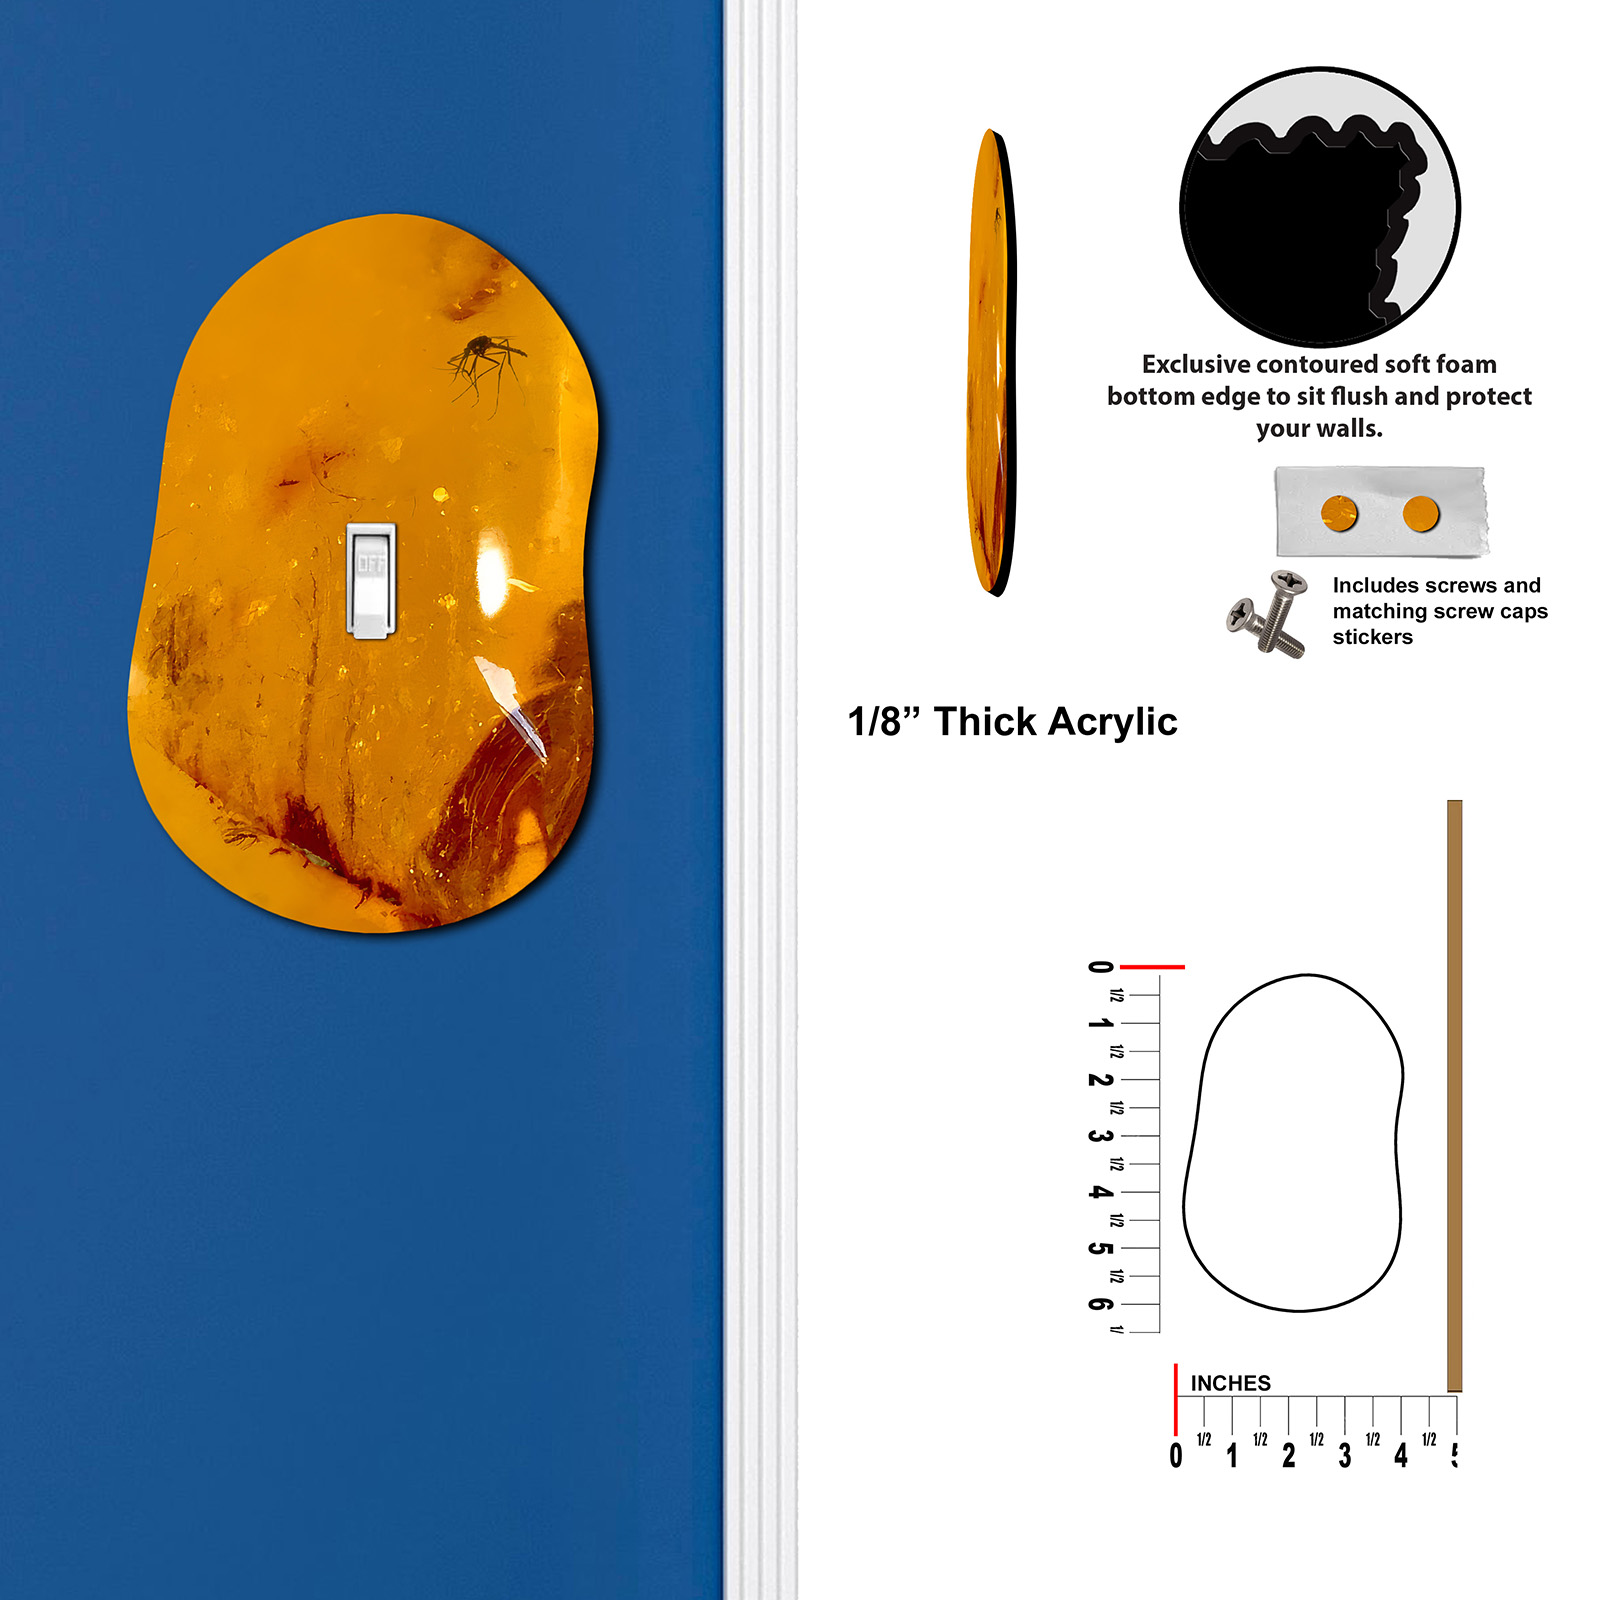 OFF
Exclusive contoured soft foam
bottom edge to sit flush and protect
your walls.
Includes screws and
matching screw caps
stickers
1/8” Thick Acrylic
0
1/2
1
1/2
2
1/2
3
1/2
4
1/2
5
1/2
6
1/
INCHES
0 1/2 1 1/2 2 1/2 3 1/2 4 1/2 5